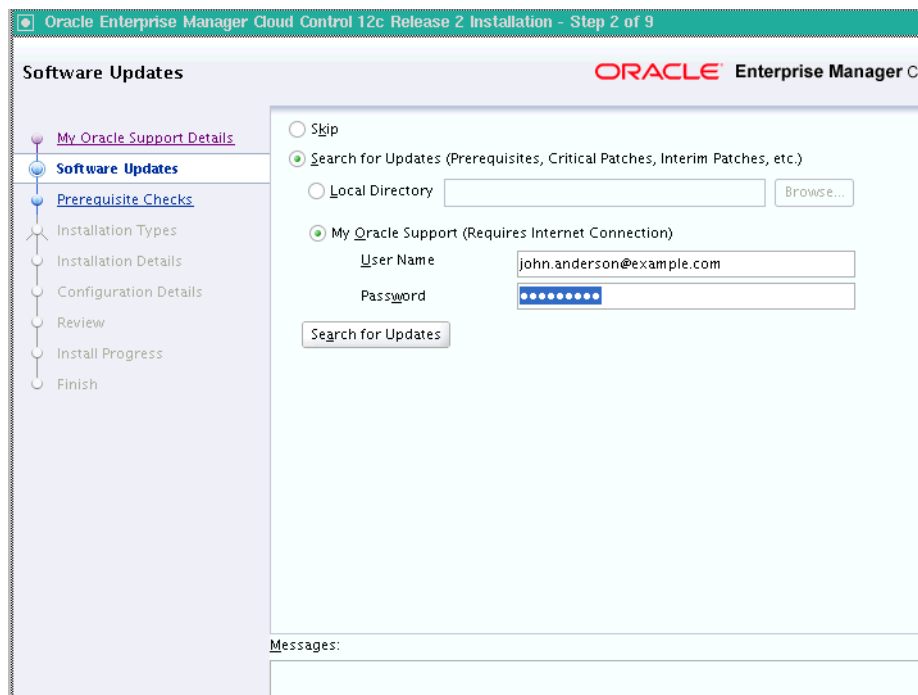 Oracle Enterprise Manager Cloud Control 12c Release 2 Installation - Step 2 of 9
Software Updates
ORACLE Enterprise Manager C
My Oracle Support Details
Software Updates
Prerequisite Checks
Installation Types
Installation Details
Configuration Details
Review
Install Progress
Finish
Skip
Search for Updates (Prerequisites, Critical Patches, Interim Patches, etc.)
Local Directory
Browse...
My Oracle Support (Requires Internet Connection)
User Name
john.anderson@example.com
Password
●●●●●●●●●
Search for Updates
Messages: